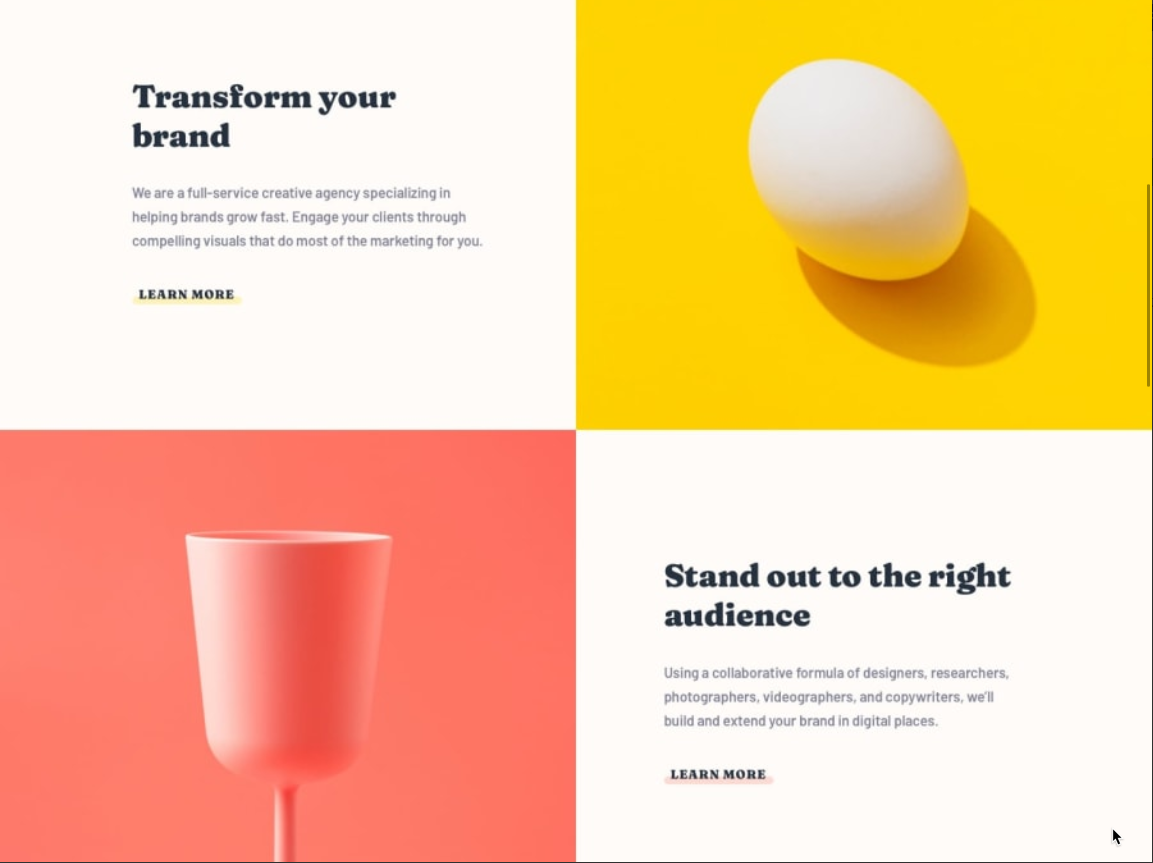 Transform your
brand
We are a full-service creative agency specializing in
helping brands grow fast. Engage your clients through
compelling visuals that do most of the marketing for you.
LEARN MORE
Stand out to the right
audience
Using a collaborative formula of designers, researchers,
photographers, videographers, and copywriters, we'll
build and extend your brand in digital places.
LEARN MORE